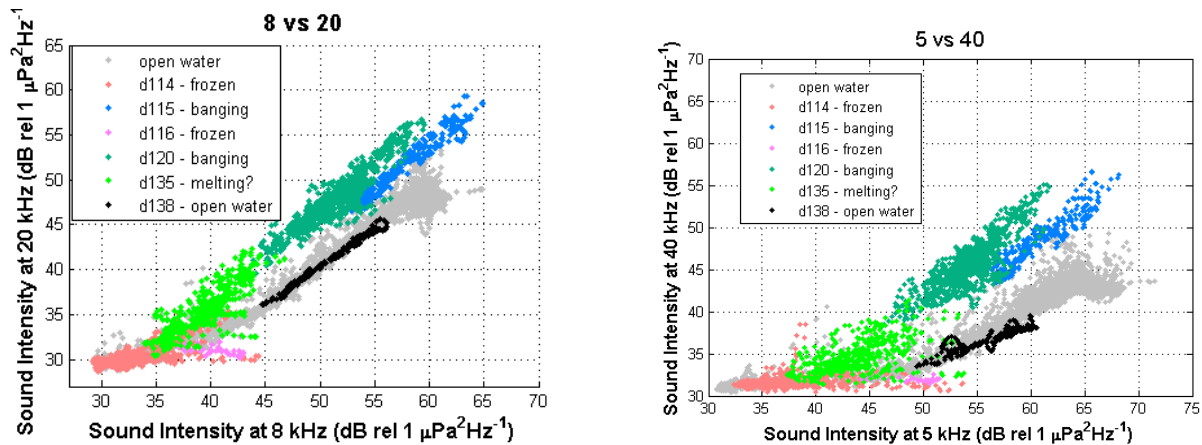 8 vs 20
Sound Intensity at 20 kHz (dB rel 1 µPa²Hz⁻¹)
65
60
55
50
45
40
35
30
open water
d114 - frozen
d115 - banging
d116 - frozen
d120 - banging
d135 - melting?
d138 - open water
30 35 40 45 50 55 60 65 70
Sound Intensity at 8 kHz (dB rel 1 µPa²Hz⁻¹)
5 vs 40
Sound Intensity at 40 kHz (dB rel 1 µPa²Hz⁻¹)
70
65
60
55
50
45
40
35
30
open water
d114 - frozen
d115 - banging
d116 - frozen
d120 - banging
d135 - melting?
d138 - open water
30 35 40 45 50 55 60 65 70 75
Sound Intensity at 5 kHz (dB rel 1 µPa²Hz⁻¹)